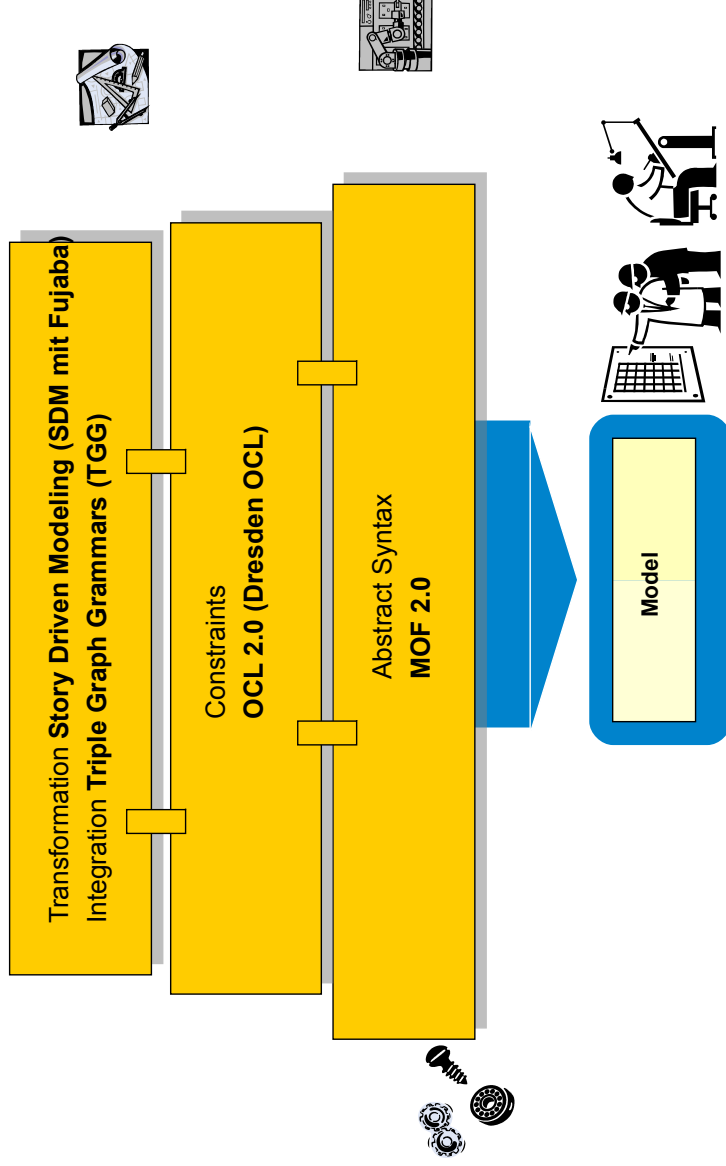 Transformation Story Driven Modeling (SDM mit Fujaba)
Integration Triple Graph Grammars (TGG)
Constraints
OCL 2.0 (Dresden OCL)
Abstract Syntax
MOF 2.0
Model